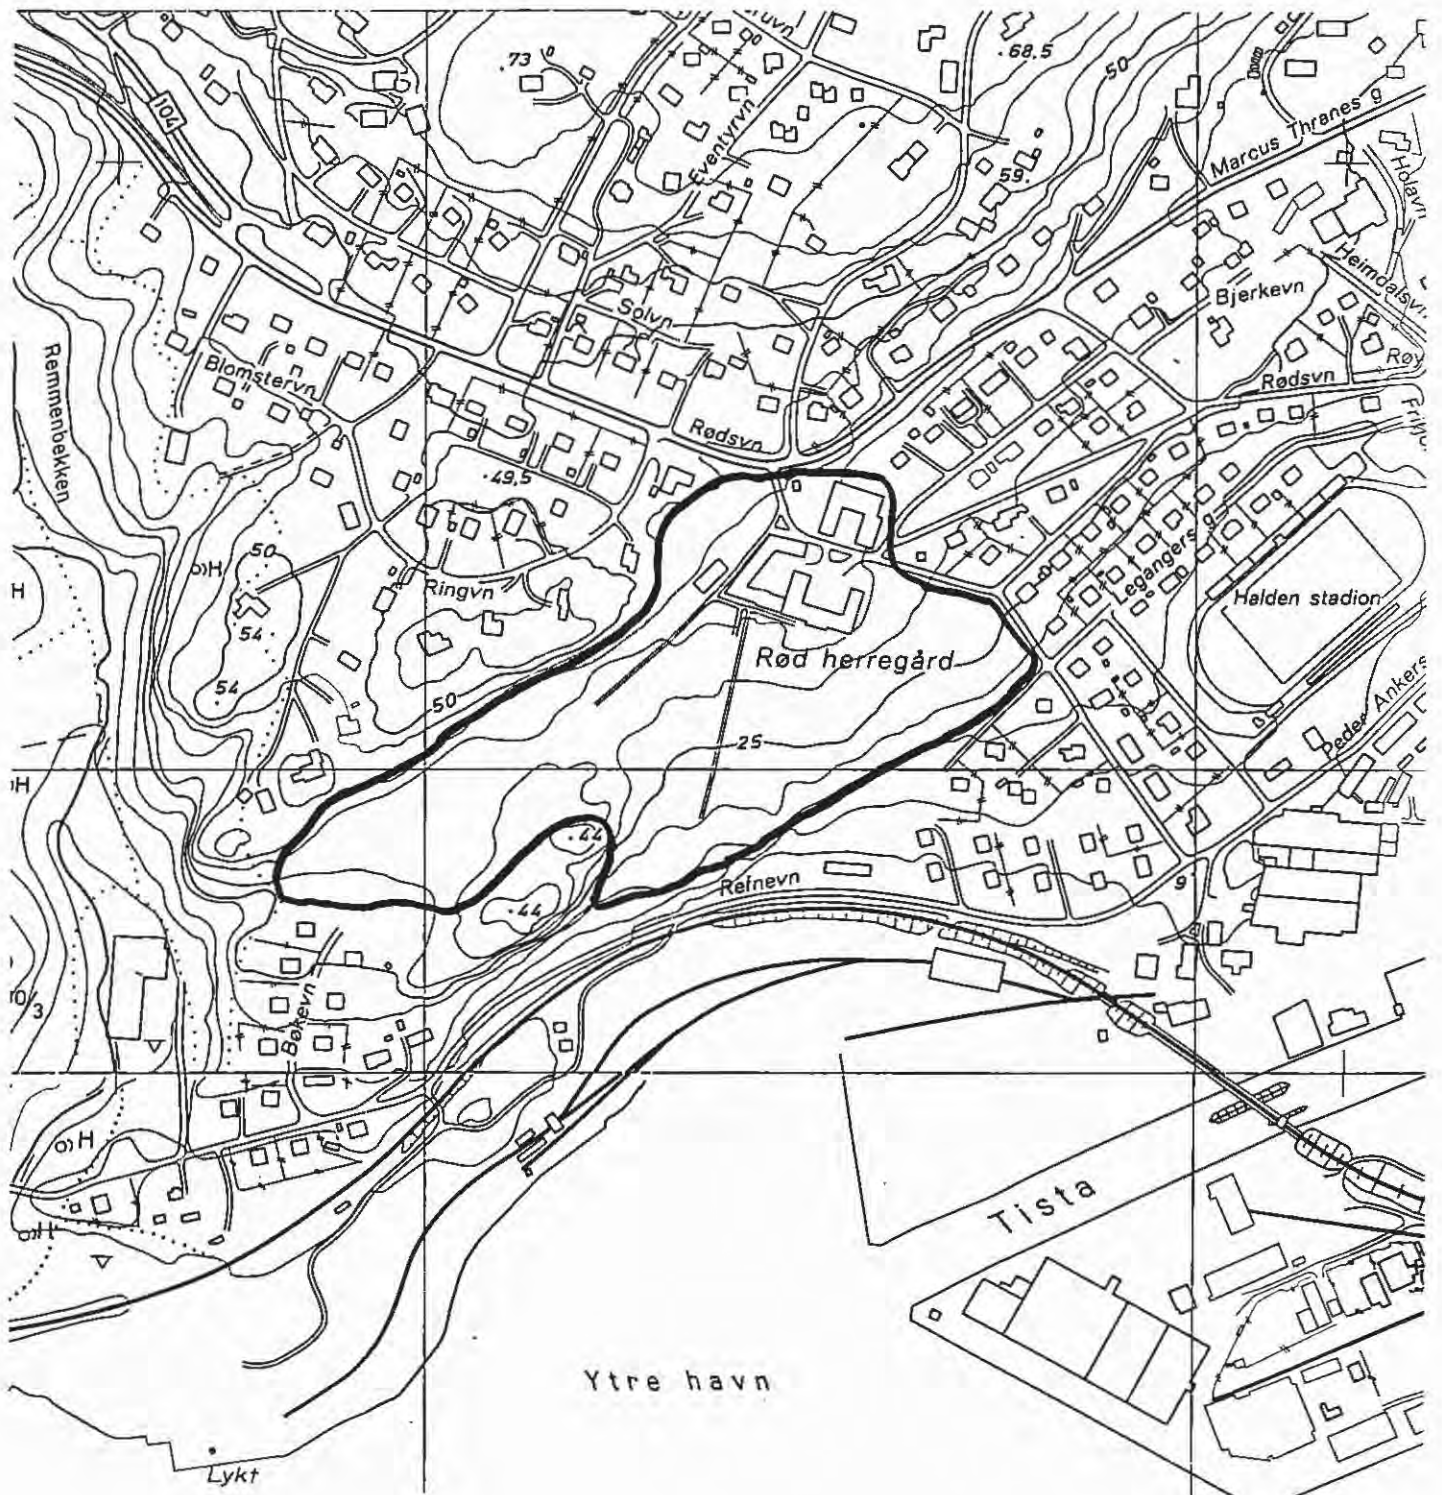 .73
.68.5
50
104
Eventyrvn
Marcus Thranes g
Holavn
59.
Heimdalsvn.
Bjerkevn
Solvn
Remmenbekken
Blomstervn
Rødsvn
Rødsvn
.49.5
50
H
H
Ringvn
Legangers g.
Halden stadion
54
54
Rød herregård
50
25
Peder Ankers
H
.44
.44
Refnevn
9
Bøkevn
H
H
Tista
Ytre havn
Lykt